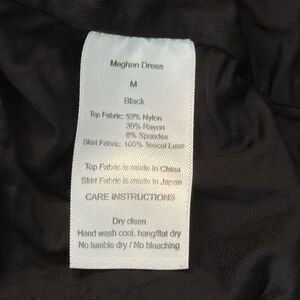 Meghan Dress
M
Black
Top Fabric: 53% Nylon
39% Rayon
8% Spandex
Skirt Fabric: 100% Tencel Luxe
Top Fabric is made in China
Skirt Fabric is made in Japan
CARE INSTRUCTIONS
Dry clean
Hand wash cool, hang/flat dry
No tumble dry / No bleaching